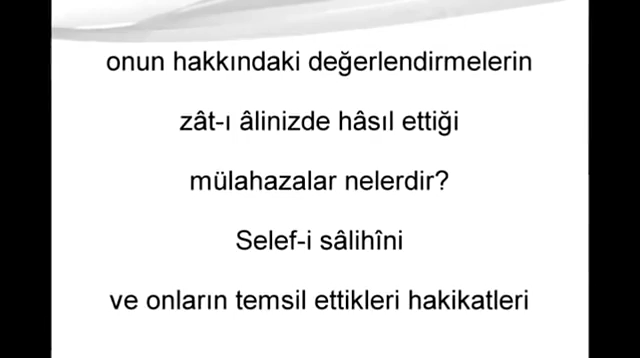 onun hakkındaki değerlendirmelerin
zât-ı âlinizde hâsıl ettiği
mülahazalar nelerdir?
Selef-i sâlihîni
ve onların temsil ettikleri hakikatleri